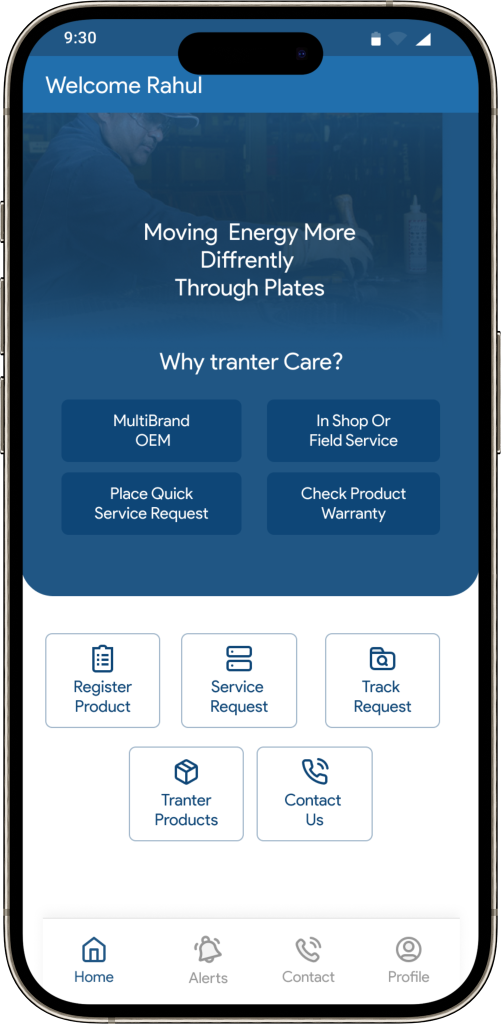 9:30
Welcome Rahul
Moving Energy More
Diffrently
Through Plates
Why tranter Care?
MultiBrand
OEM
In Shop Or
Field Service
Place Quick
Service Request
Check Product
Warranty
Register
Product
Service
Request
Track
Request
Tranter
Products
Contact
Us
Home
Alerts
Contact
Profile